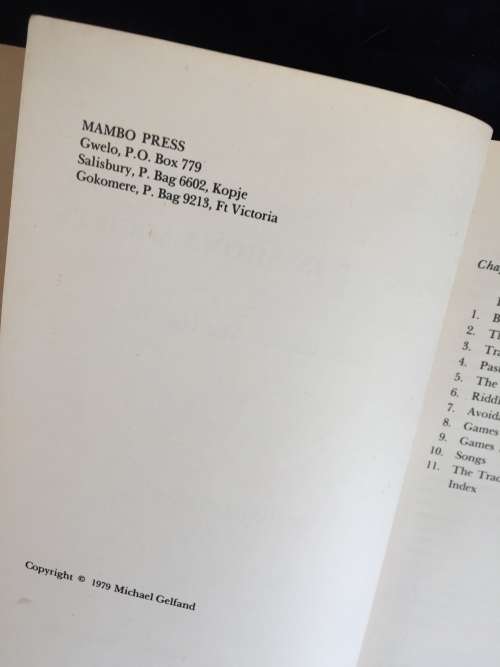 MAMBO PRESS
Gwelo, P.O. Box 779
Salisbury, P. Bag 6602, Kopje
Gokomere, P. Bag 9213, Ft Victoria
Copyright © 1979 Michael Gelfand
1.
2.
3.
4.
5. The
6.
7.
8. Games
9. Games
10. Songs
11. The
Index